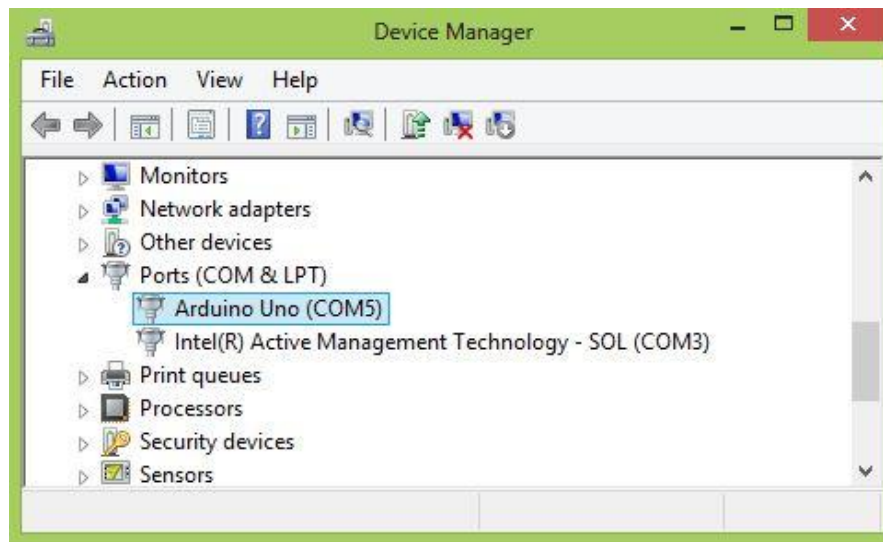 Device Manager
File Action View Help
Monitors
Network adapters
Other devices
Ports (COM & LPT)
Arduino Uno (COM5)
Intel(R) Active Management Technology - SOL (COM3)
Print queues
Processors
Security devices
Sensors